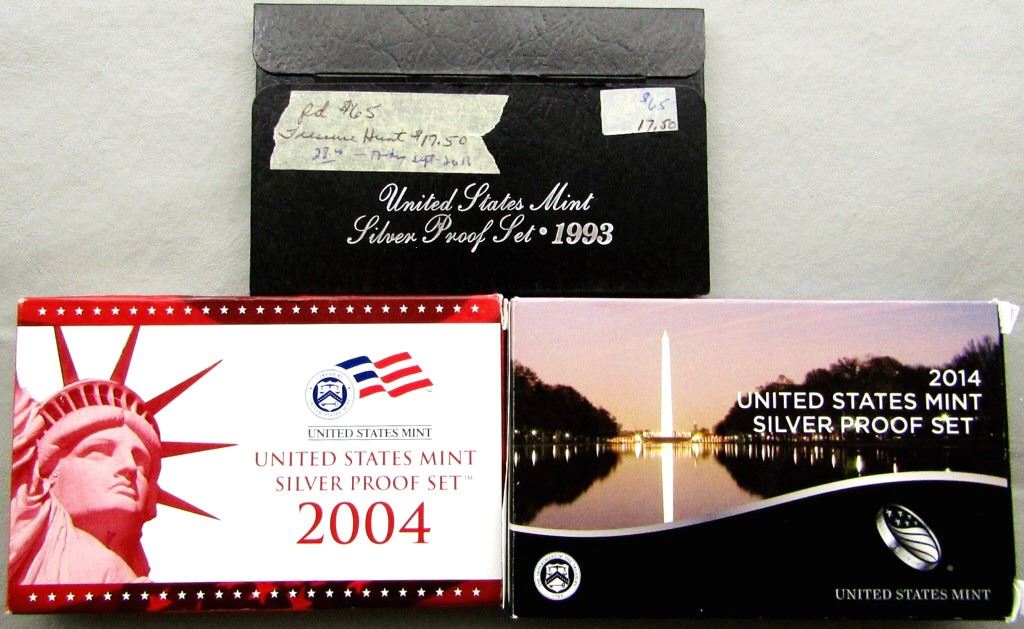 Pd $65
Treasure Hunt $17.50
$65
17.50
United States Mint
Silver Proof Set • 1993
UNITED STATES MINT
UNITED STATES MINT
SILVER PROOF SET™
2004
2014
UNITED STATES MINT
SILVER PROOF SET
UNITED STATES MINT